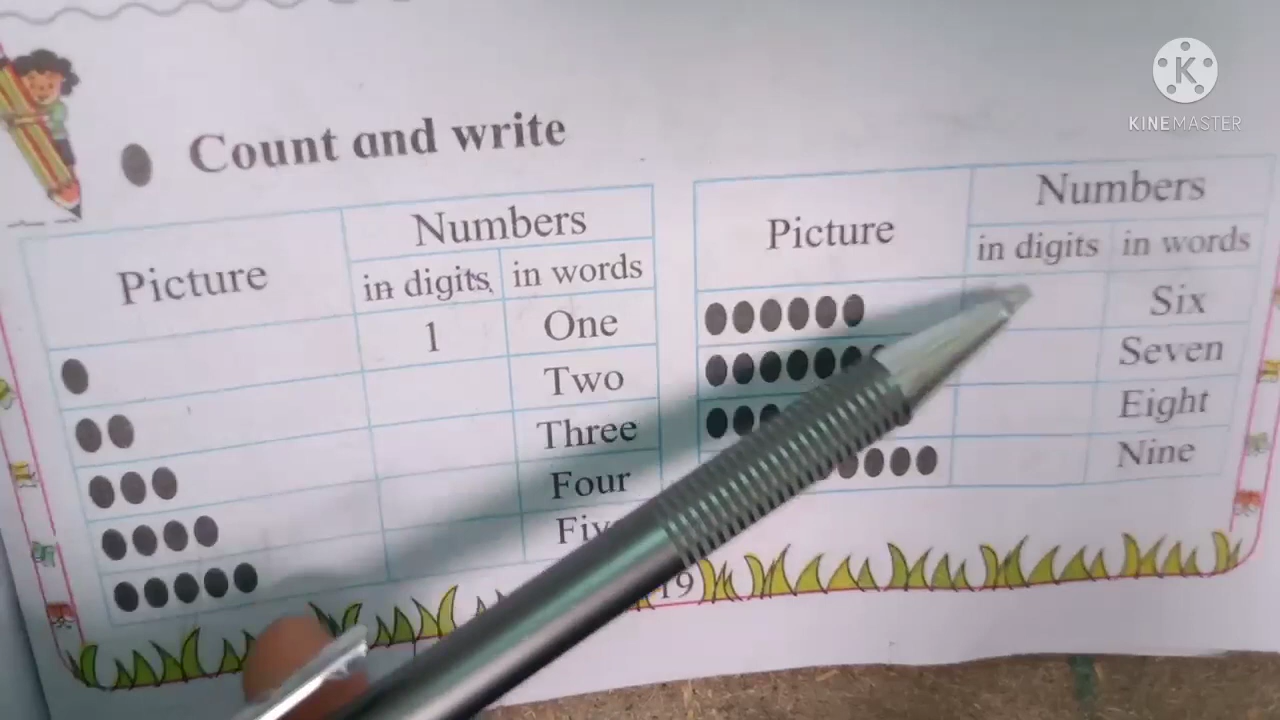 K
KINEMASTER
Count and write
Picture Numbers
in digits in words
1 One
Two
Three
Four
Picture Numbers
in digits in words
Six
Seven
Eight
Nine
19